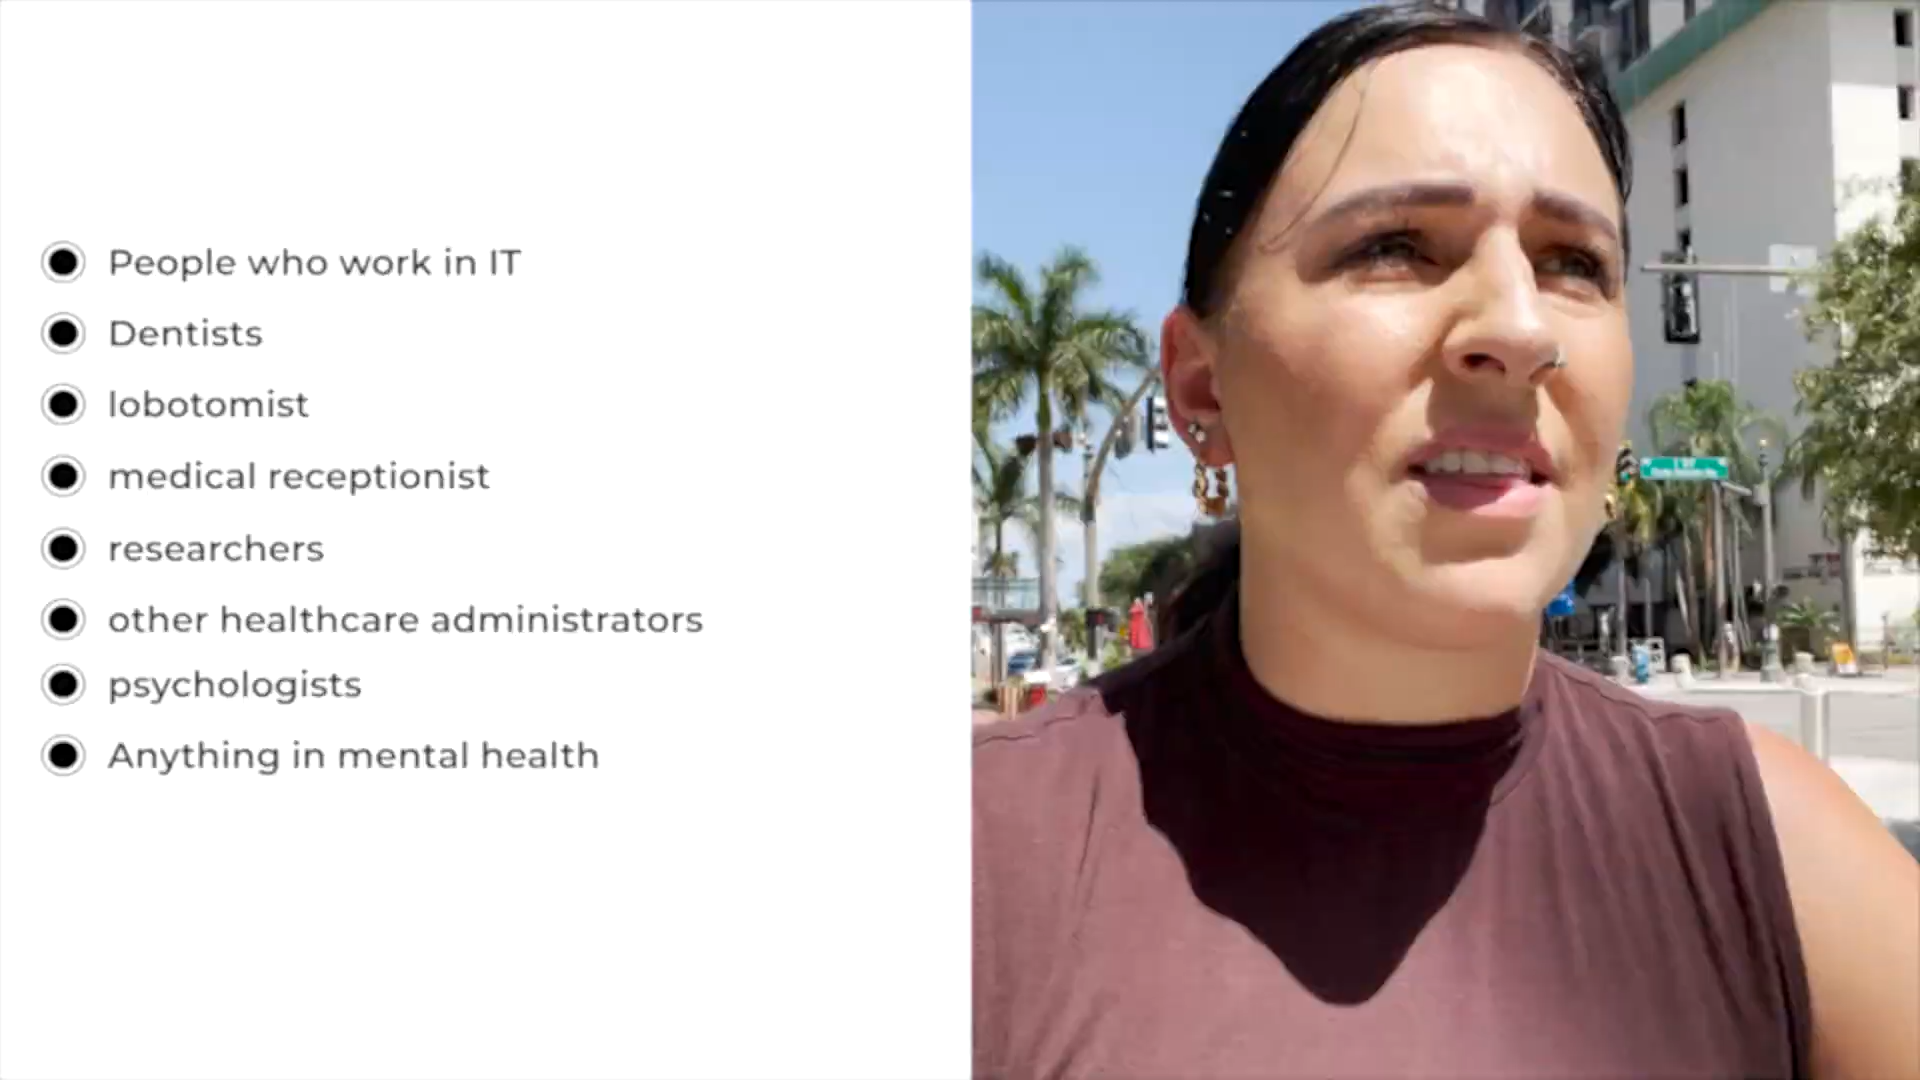 People who work in IT
Dentists
lobotomist
medical receptionist
researchers
other healthcare administrators
psychologists
Anything in mental health